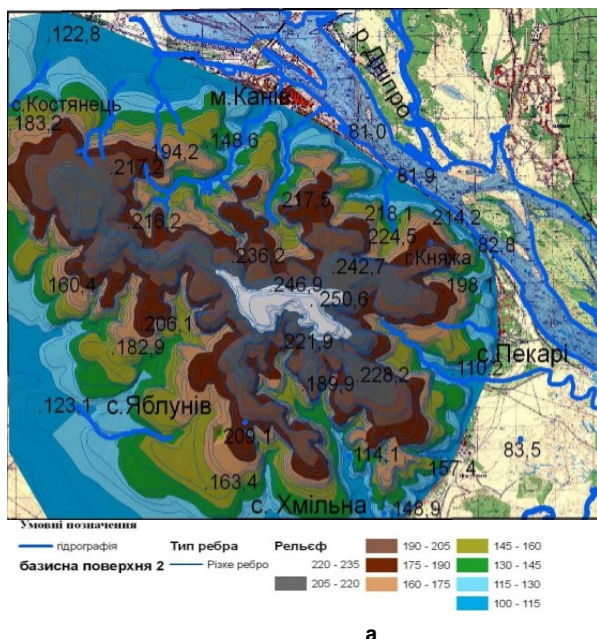 .122,8
р.Дніпро
с.Костянець
м.Канів
183,2
194,2
148,6
81,0
.217,2
81,9
217,5
.216,2
218,1
214,2
.236,2
224,5
82,8
.242,7
г.Княжа
160,4
.246,9
198,1
250,6
.206,1
221,9
с.Пекарі
.182,9
110,2
189,9
.228,2
.123,1
с.Яблунів
209,1
83,5
114,1
157,4
163,4
с. Хмільна
148,9
Умовні позначення
гідрографія
Тип ребра
Рельєф
190 - 205
145 - 160
базисна поверхня 2
Різке ребро
220 - 235
175 - 190
130 - 145
205 - 220
160 - 175
115 - 130
100 - 115
а